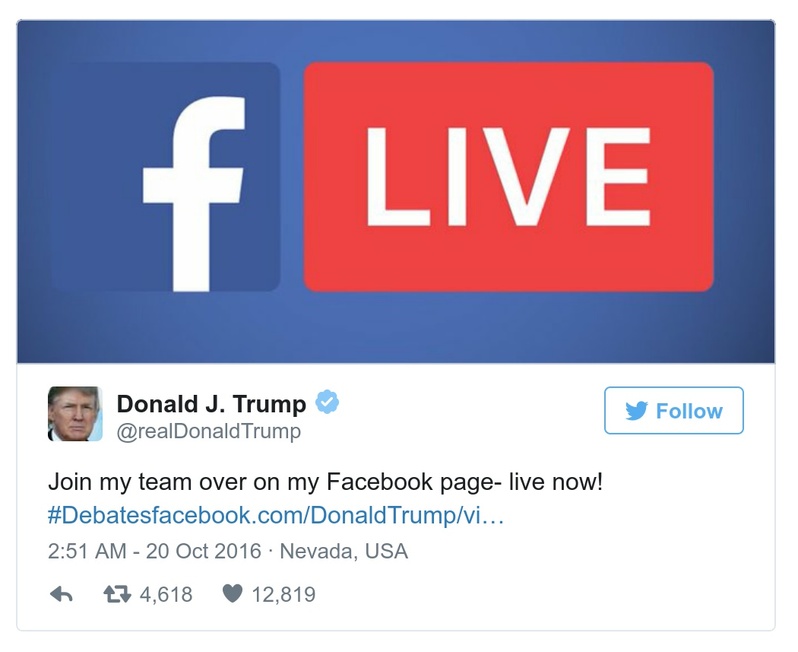 f LIVE
Donald J. Trump
Follow
@realDonaldTrump
Join my team over on my Facebook page- live now!
#Debatesfacebook.com/DonaldTrump/vi…
2:51 AM - 20 Oct 2016 · Nevada, USA
4,618 12,819